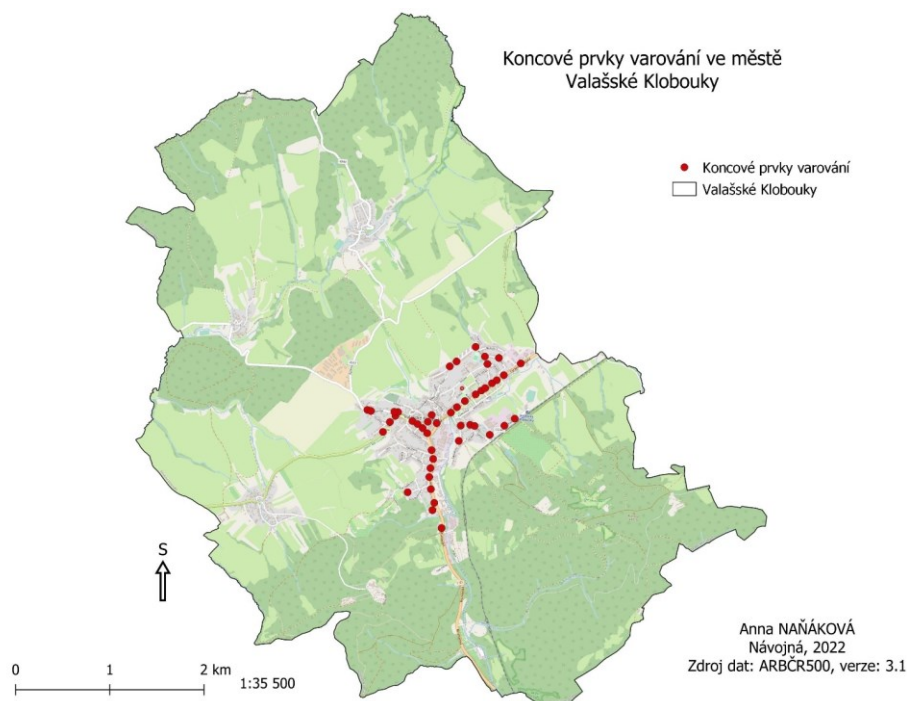 Koncové prvky varování ve městě
Valašské Klobouky
Koncové prvky varování
Valašské Klobouky
S
0 1 2 km
1:35 500
Anna NAŇÁKOVÁ
Návojná, 2022
Zdroj dat: ARBČR500, verze: 3.1